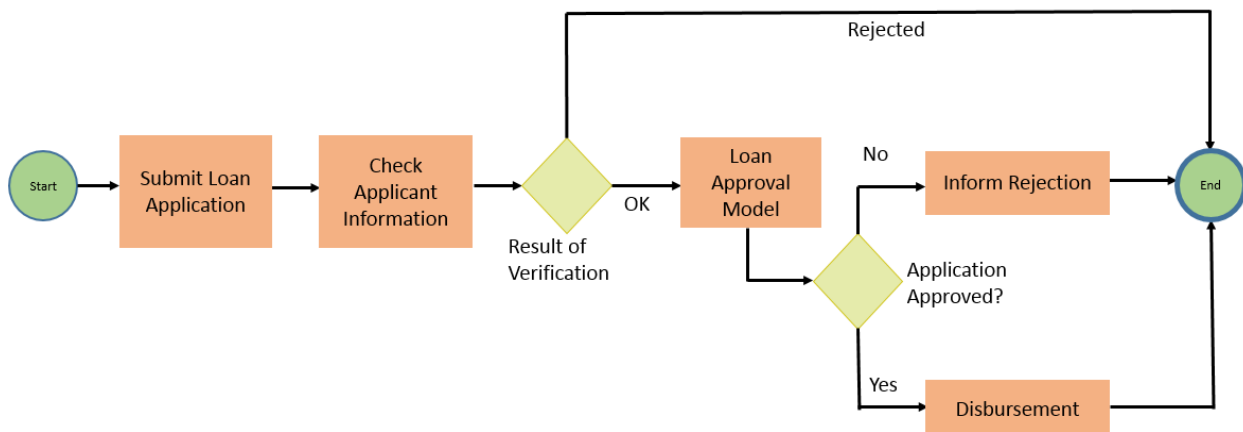 Start
Submit Loan
Application
Check
Applicant
Information
Result of
Verification
Rejected
OK
Loan
Approval
Model
Application
Approved?
No
Inform Rejection
Yes
Disbursement
End